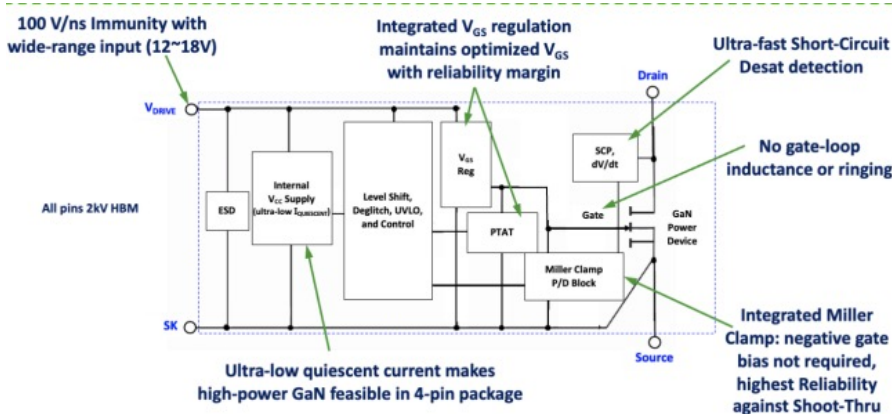 100 V/ns Immunity with
wide-range input (12~18V)
Integrated VGS regulation
maintains optimized VGS
with reliability margin
Ultra-fast Short-Circuit
Desat detection
Drain
VDRIVE
No gate-loop
inductance or ringing
All pins 2kV HBM
ESD
Internal
VCC Supply
(ultra-low IQUIESCENT)
Level Shift,
Deglitch, UVLO,
and Control
VGS
Reg
PTAT
Miller Clamp
P/D Block
SCP,
dV/dt
Gate
GaN
Power
Device
SK
Source
Ultra-low quiescent current makes
high-power GaN feasible in 4-pin package
Integrated Miller
Clamp: negative gate
bias not required,
highest Reliability
against Shoot-Thru